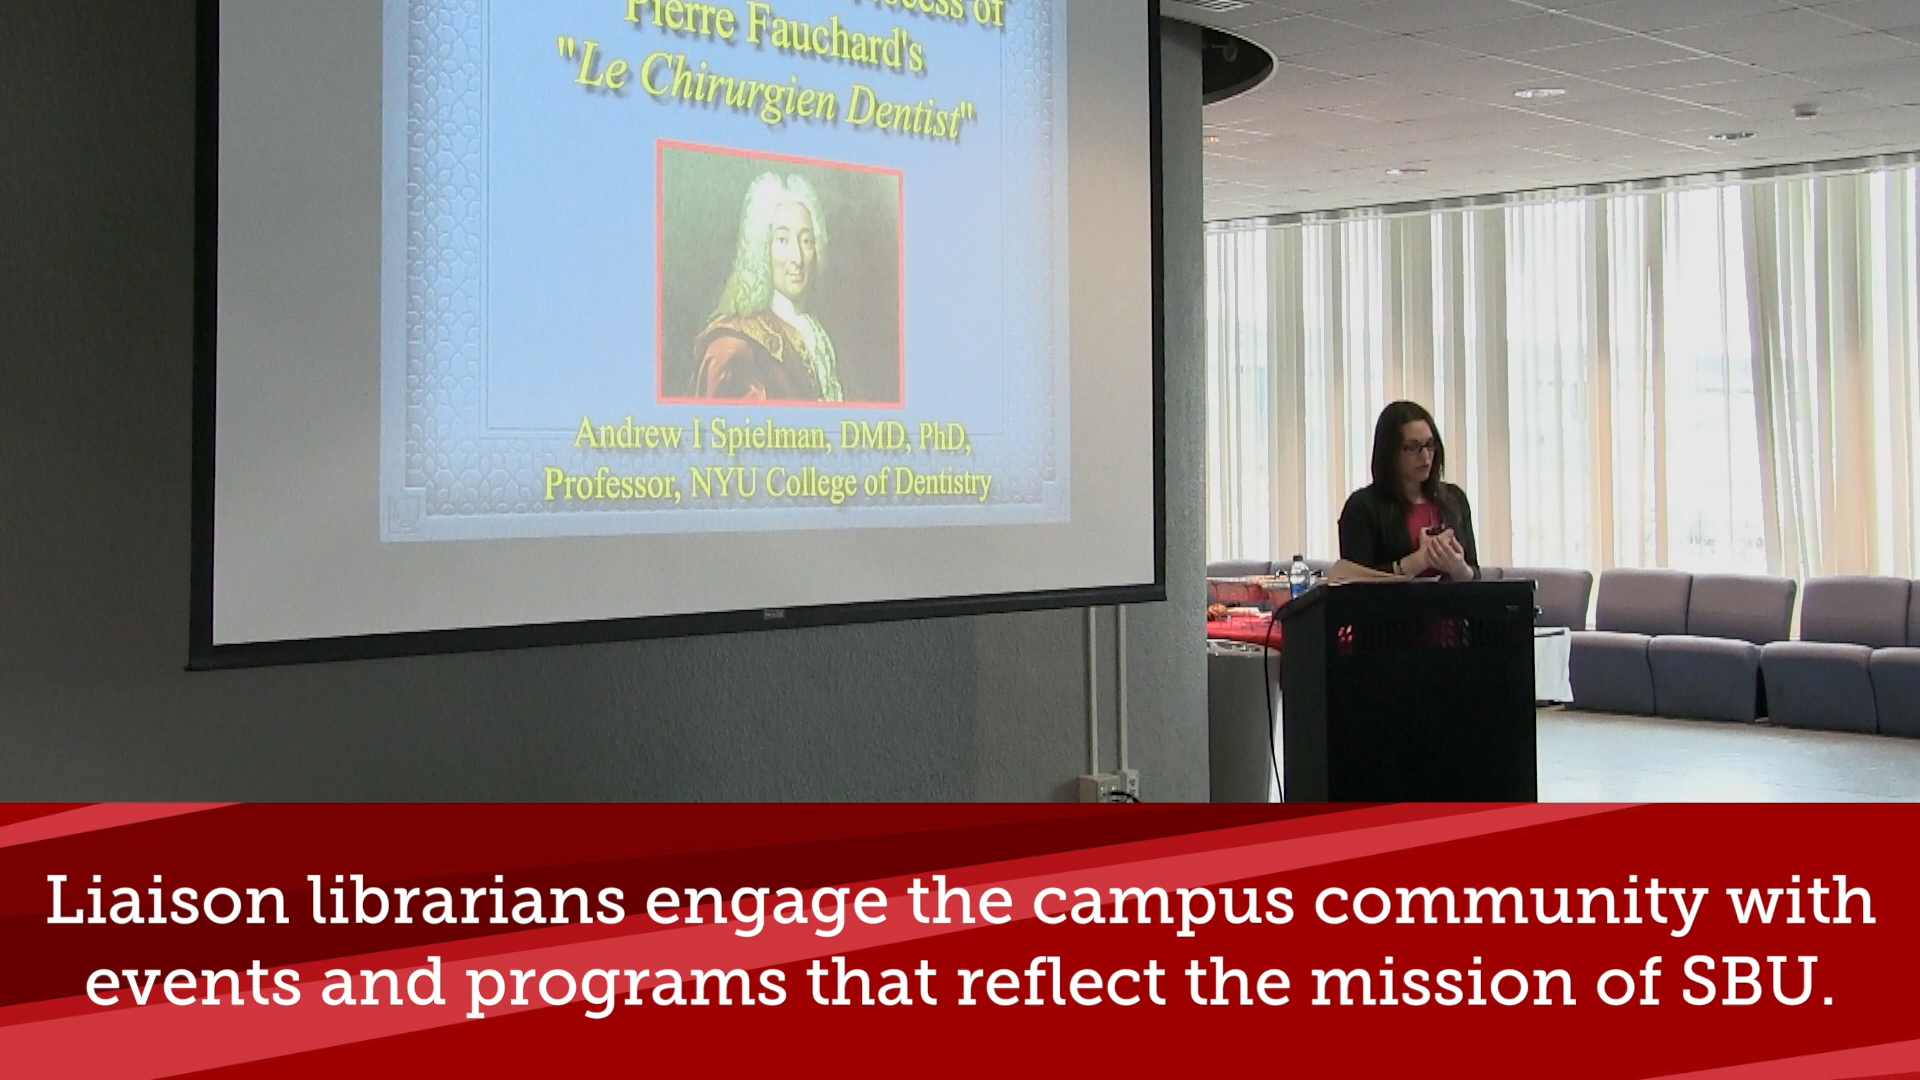 of
Pierre Fauchard's
"Le Chirurgien Dentist"
Andrew I Spielman, DMD, PhD,
Professor, NYU College of Dentistry
Liaison librarians engage the campus community with
events and programs that reflect the mission of SBU.